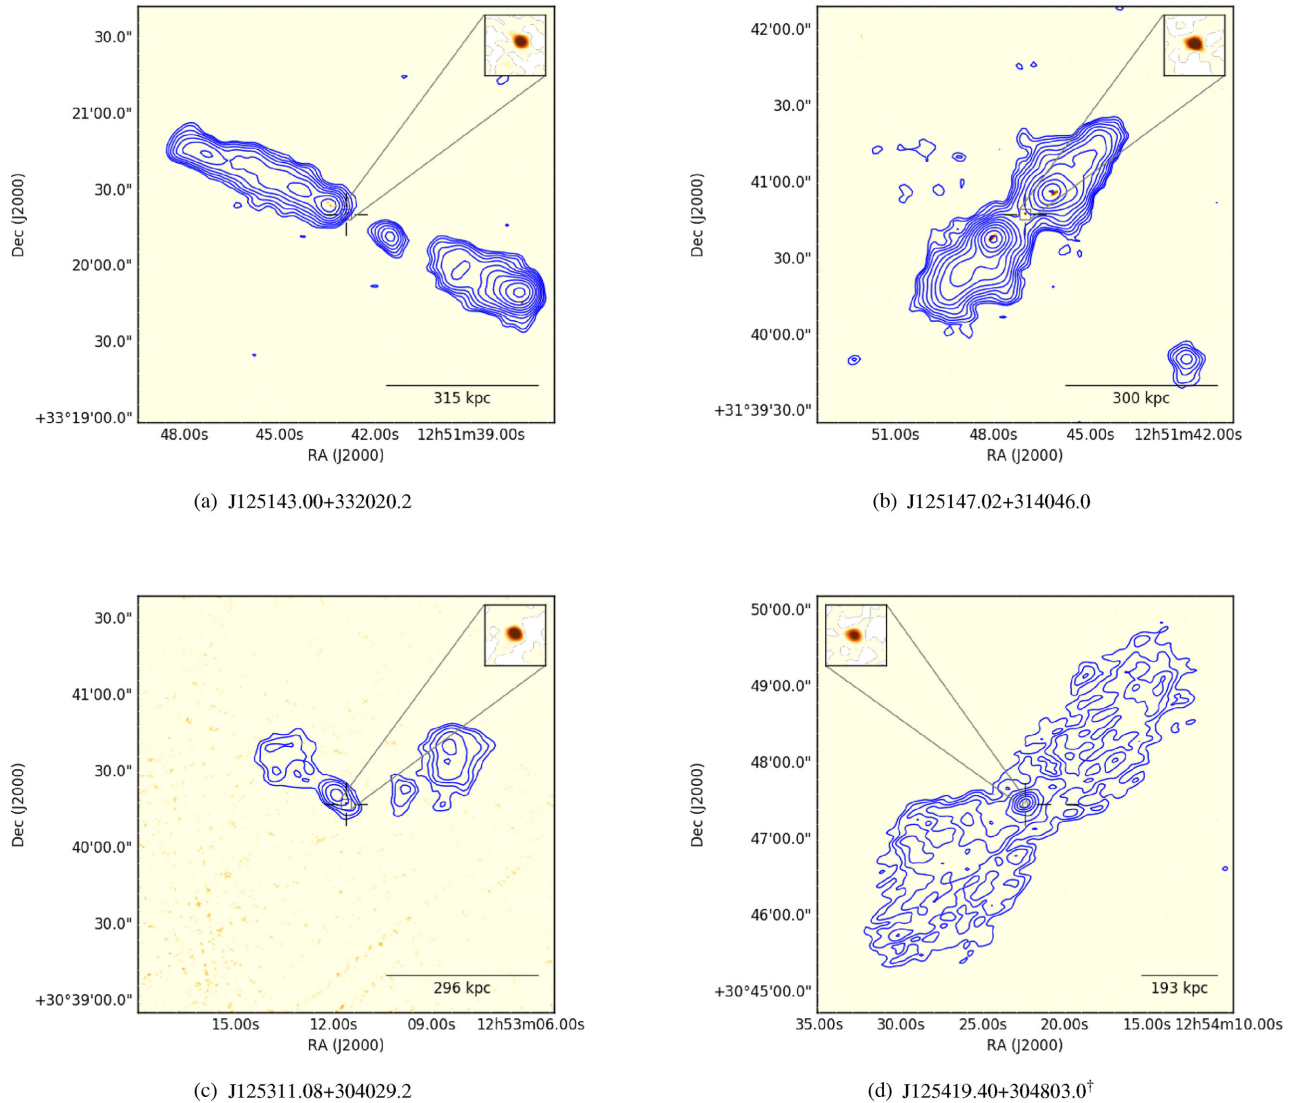 30.0"
21'00.0"
30.0"
20'00.0"
30.0"
+33°19'00.0"
Dec (J2000)
315 kpc
48.00s 45.00s 42.00s 12h51m39.00s
RA (J2000)
(a) J125143.00+332020.2
42'00.0"
30.0"
41'00.0"
30.0"
40'00.0"
+31°39'30.0"
Dec (J2000)
300 kpc
51.00s 48.00s 45.00s 12h51m42.00s
RA (J2000)
(b) J125147.02+314046.0
30.0"
41'00.0"
30.0"
40'00.0"
30.0"
+30°39'00.0"
Dec (J2000)
296 kpc
15.00s 12.00s 09.00s 12h53m06.00s
RA (J2000)
(c) J125311.08+304029.2
50'00.0"
49'00.0"
48'00.0"
47'00.0"
46'00.0"
+30°45'00.0"
Dec (J2000)
193 kpc
35.00s 30.00s 25.00s 20.00s 15.00s 12h54m10.00s
RA (J2000)
(d) J125419.40+304803.0†